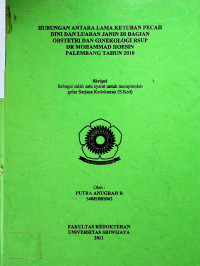 HUBUNGAN ANTARA LAMA KETUBAN PECAH
DINI DAN LUARAN JANIN DI BAGIAN
OBSTETRI DAN GINEKOLOGI RSUP
DR MOHAMMAD HOESIN
PALEMBANG TAHUN 2010
Skripsi
Sebagai salah satu syarat untuk memperoleh
gelar Sarjana Kedokteran (S.Ked)
Oleh :
PUTRA ANUGRAH R
54081001043
FAKULTAS KEDOKTERAN
UNIVERSITAS SRIWIJAYA
2011